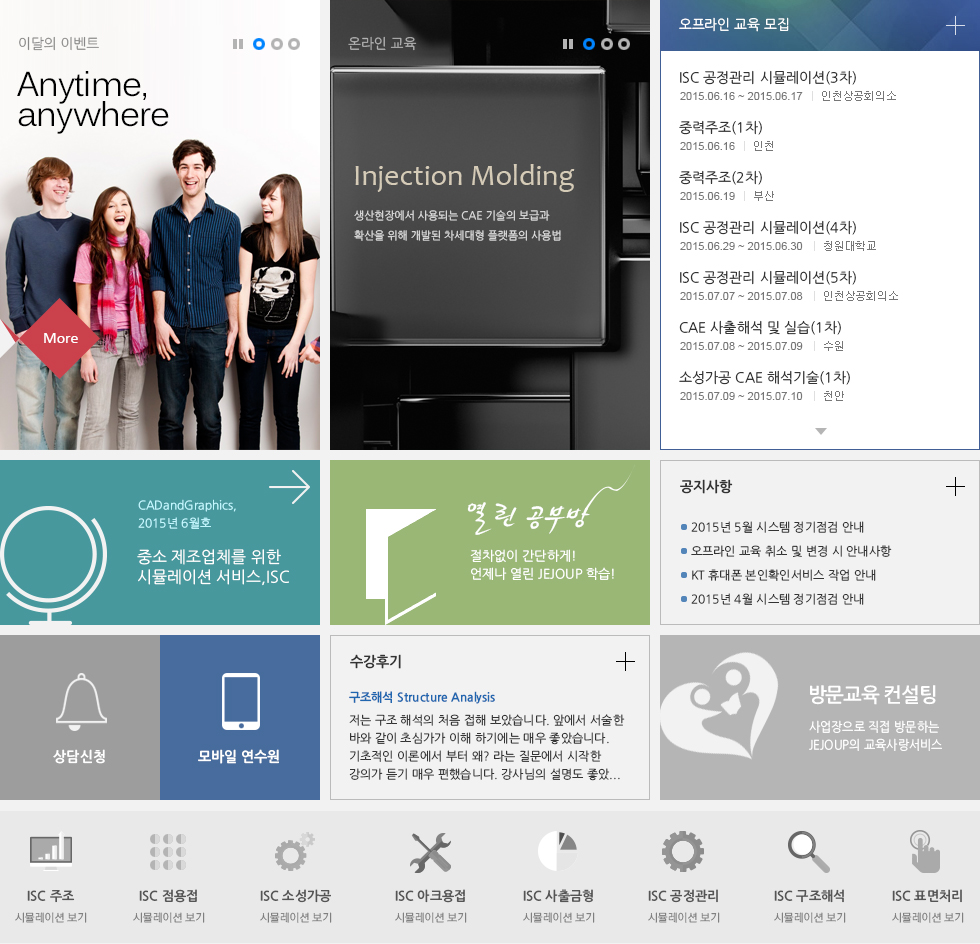 이달의 이벤트
Anytime,
anywhere
More
온라인 교육
Injection Molding
생산현장에서 사용되는 CAE 기술의 보급과
확산을 위해 개발된 차세대형 플랫폼의 사용법
오프라인 교육 모집
ISC 공정관리 시뮬레이션(3차)
2015.06.16 ~ 2015.06.17 | 인천상공회의소
중력주조(1차)
2015.06.16 | 인천
중력주조(2차)
2015.06.19 | 부산
ISC 공정관리 시뮬레이션(4차)
2015.06.29 ~ 2015.06.30 | 창원대학교
ISC 공정관리 시뮬레이션(5차)
2015.07.07 ~ 2015.07.08 | 인천상공회의소
CAE 사출해석 및 실습(1차)
2015.07.08 ~ 2015.07.09 | 수원
소성가공 CAE 해석기술(1차)
2015.07.09 ~ 2015.07.10 | 천안
CADandGraphics,
2015년 6월호
중소 제조업체를 위한
시뮬레이션 서비스,ISC
열린 공부방
절차없이 간단하게!
언제나 열린 JEJOUP 학습!
공지사항
2015년 5월 시스템 정기점검 안내
오프라인 교육 취소 및 변경 시 안내사항
KT 휴대폰 본인확인서비스 작업 안내
2015년 4월 시스템 정기점검 안내
상담신청
모바일 연수원
수강후기
구조해석 Structure Analysis
저는 구조 해석의 처음 접해 보았습니다. 앞에서 서술한
바와 같이 초심가가 이해 하기에는 매우 좋았습니다.
기초적인 이론에서 부터 왜? 라는 질문에서 시작한
강의가 듣기 매우 편했습니다. 강사님의 설명도 좋았...
방문교육 컨설팅
사업장으로 직접 방문하는
JEJOUP의 교육사랑서비스
ISC 주조
시뮬레이션 보기
ISC 점용접
시뮬레이션 보기
ISC 소성가공
시뮬레이션 보기
ISC 아크용접
시뮬레이션 보기
ISC 사출금형
시뮬레이션 보기
ISC 공정관리
시뮬레이션 보기
ISC 구조해석
시뮬레이션 보기
ISC 표면처리
시뮬레이션 보기